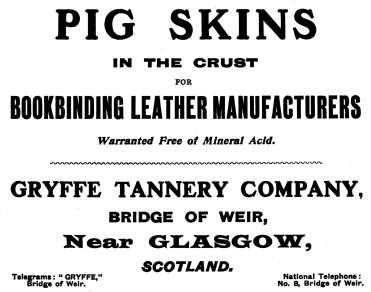 PIG SKINS
IN THE CRUST
FOR
BOOKBINDING LEATHER MANUFACTURERS
Warranted Free of Mineral Acid.
GRYFFE TANNERY COMPANY,
BRIDGE OF WEIR,
Near GLASGOW,
SCOTLAND.
Telegrams: "GRYFFE,"
Bridge of Weir.
National Telephone:
No. 8, Bridge of Weir.